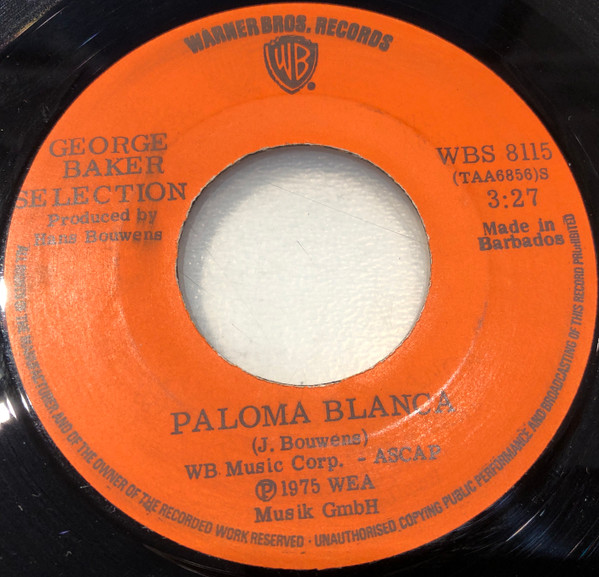 WARNER BROS. RECORDS
WB
GEORGE
BAKER
SELECTION
Produced by
Hans Bouwens
WBS 8115
(TAA6856)S
3:27
Made in
Barbados
PALOMA BLANCA
(J. Bouwens)
WB Music Corp. - ASCAP
℗ 1975 WEA
Musik GmbH
AND OF THE OWNER OF THE RECORDED WORK RESERVED · UNAUTHORISED COPYING PUBLIC PERFORMANCE AND BROADCASTING OF THIS RECORD PROHIBITED